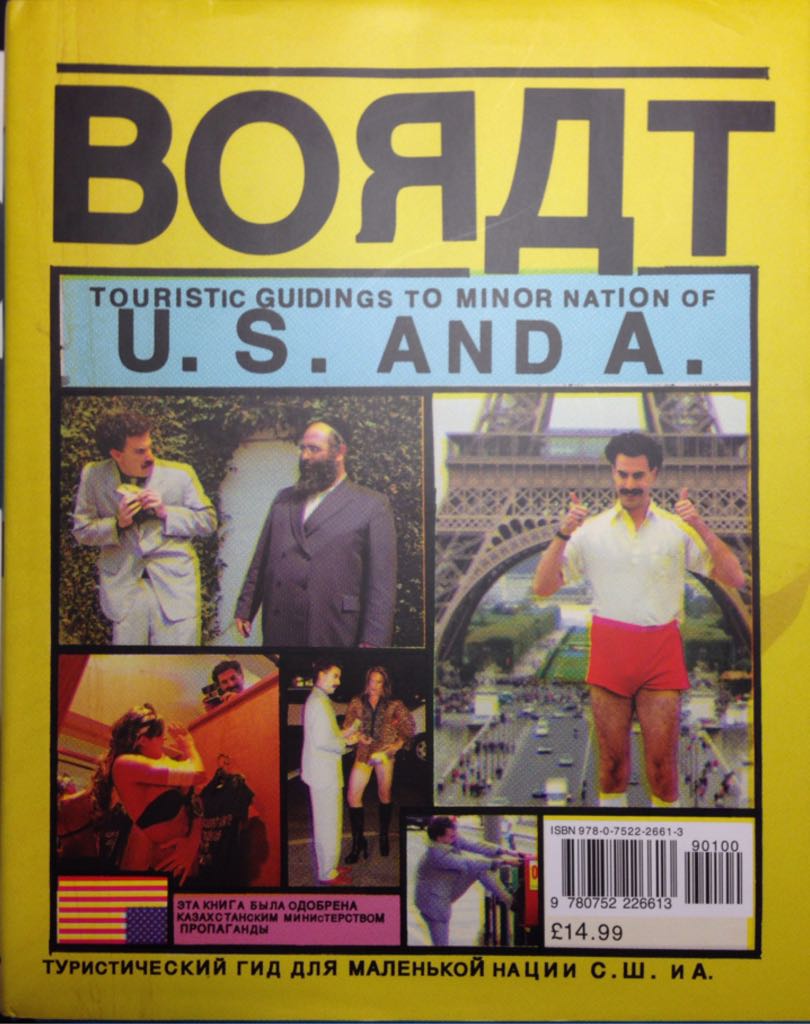 BOЯДT
TOURISTIC GUIDINGS TO MINOR NATION OF
U. S. AND A.
ISBN 978-0-7522-2661-3
90100
9 780752 226613
£14.99
ЭТА КНИГА БЫЛА ОДОБРЕНА
КАЗАХСТАНСКИМ МИНИСТЕРСТВОМ
ПРОПАГАНДЫ
ТУРИСТИЧЕСКИЙ ГИД ДЛЯ МАЛЕНЬКОЙ НАЦИИ С.Ш. И А.